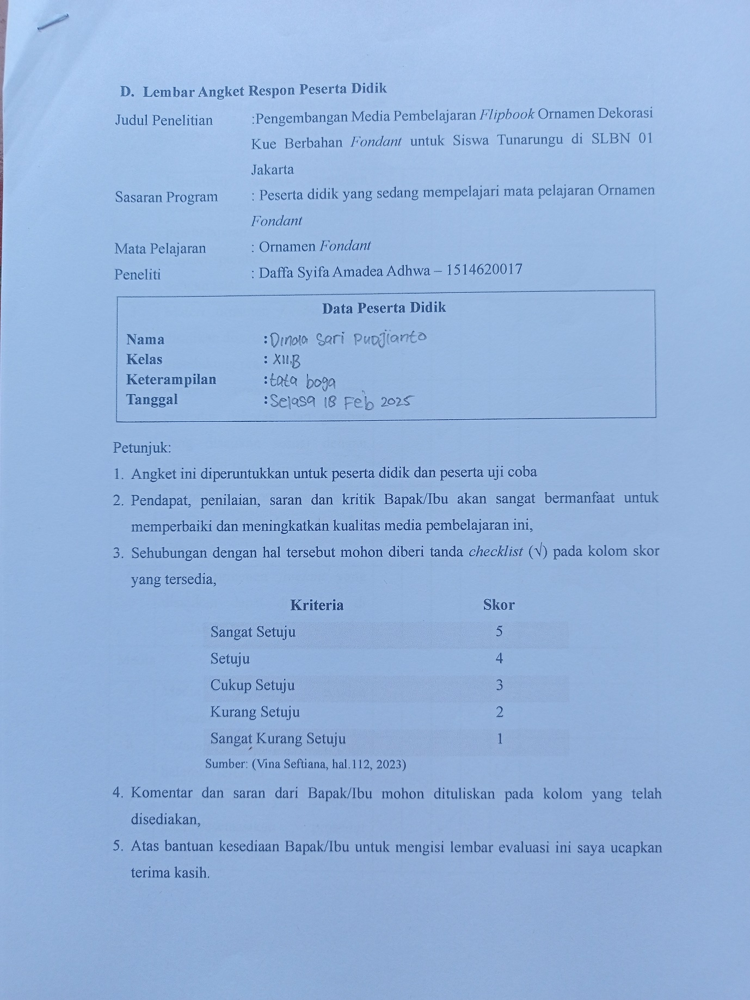 D. Lembar Angket Respon Peserta Didik
Judul Penelitian :Pengembangan Media Pembelajaran Flipbook Ornamen Dekorasi
Kue Berbahan Fondant untuk Siswa Tunarungu di SLBN 01
Jakarta
Sasaran Program : Peserta didik yang sedang mempelajari mata pelajaran Ornamen
Fondant
Mata Pelajaran : Ornamen Fondant
Peneliti : Daffa Syifa Amadea Adhwa – 1514620017
Data Peserta Didik
Nama : Sari Pudjianto
Kelas : XII.B
Keterampilan : tata boga
Tanggal : Selasa 18 Feb 2025
Petunjuk:
1. Angket ini diperuntukkan untuk peserta didik dan peserta uji coba
2. Pendapat, penilaian, saran dan kritik Bapak/Ibu akan sangat bermanfaat untuk
memperbaiki dan meningkatkan kualitas media pembelajaran ini,
3. Sehubungan dengan hal tersebut mohon diberi tanda checklist (√) pada kolom skor
yang tersedia,
Kriteria Skor
Sangat Setuju 5
Setuju 4
Cukup Setuju 3
Kurang Setuju 2
Sangat Kurang Setuju 1
Sumber: (Vina Seftiana, hal.112, 2023)
4. Komentar dan saran dari Bapak/Ibu mohon dituliskan pada kolom yang telah
disediakan,
5. Atas bantuan kesediaan Bapak/Ibu untuk mengisi lembar evaluasi ini saya ucapkan
terima kasih.